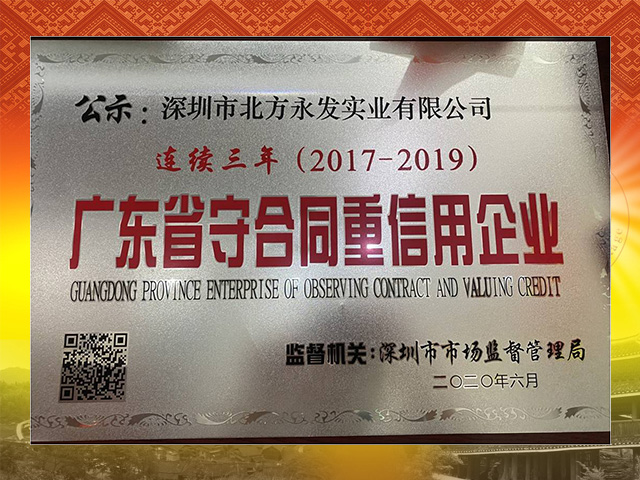 公示：深圳市北方永发实业有限公司
连续三年（2017-2019）
广东省守合同重信用企业
GUANGDONG PROVINCE ENTERPRISE OF OBSERVING CONTRACT AND VALUING CREDIT
监督机关：深圳市市场监督管理局
二〇二〇年六月